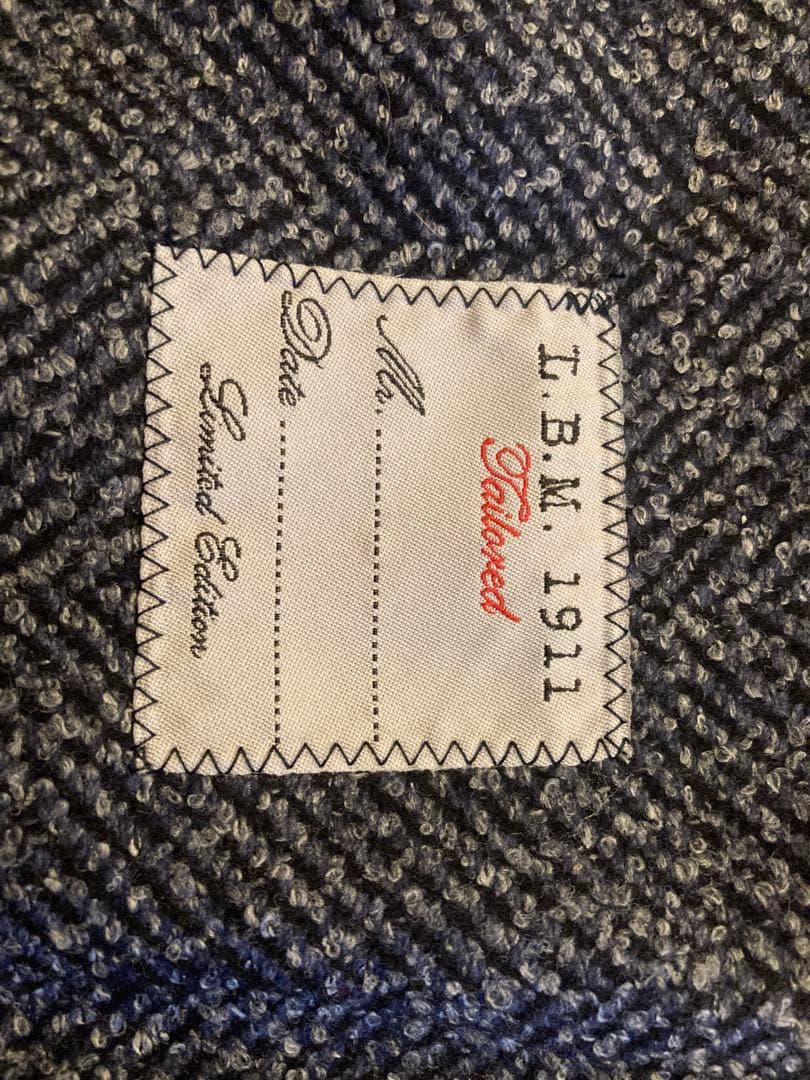 L.B.M. 1911
Tailored
Mr.
Date
Limited Edition